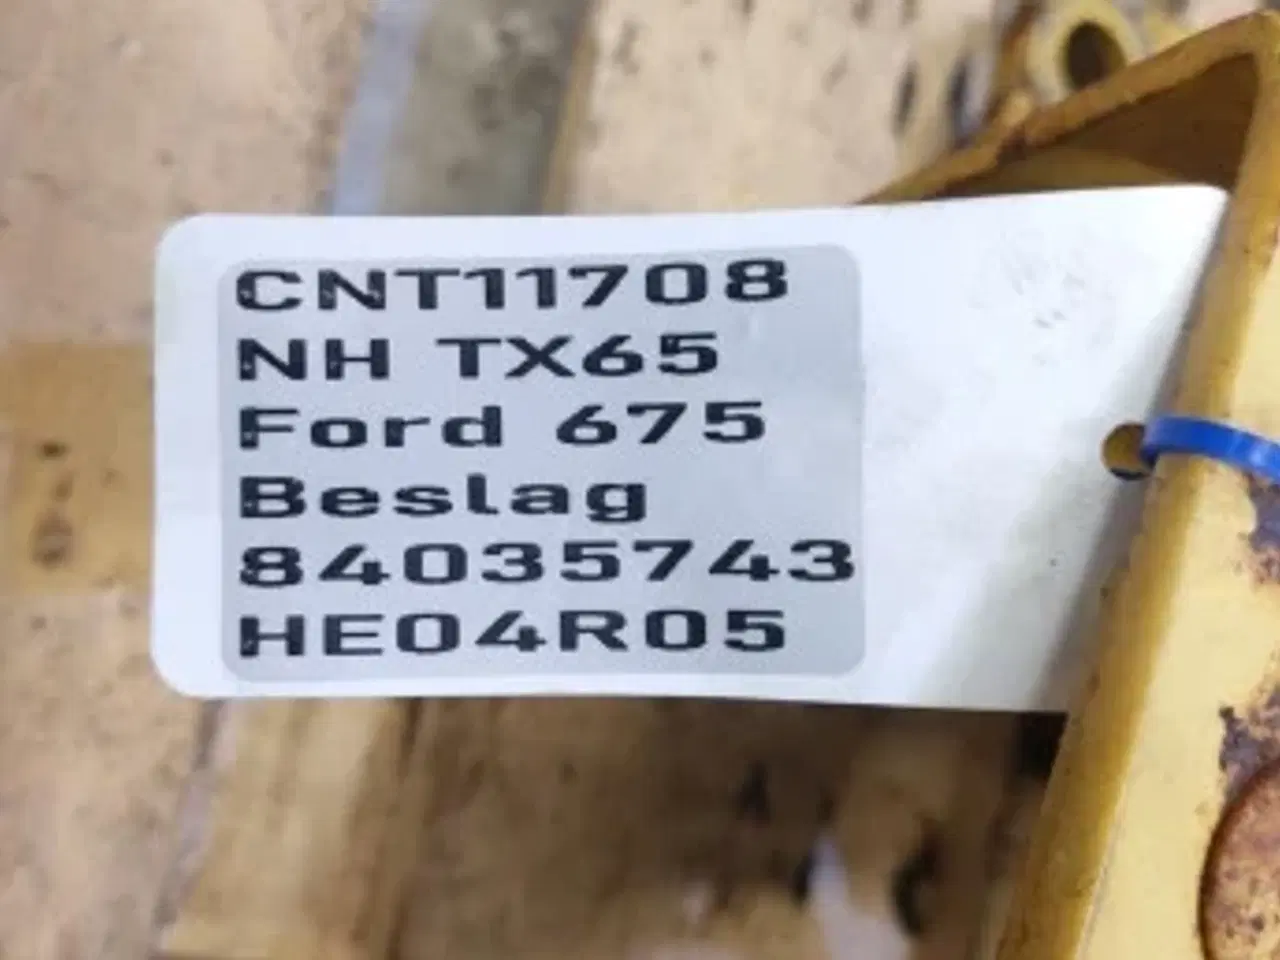 CNT11708
NH TX65
Ford 675
Beslag
84035743
HE04R05